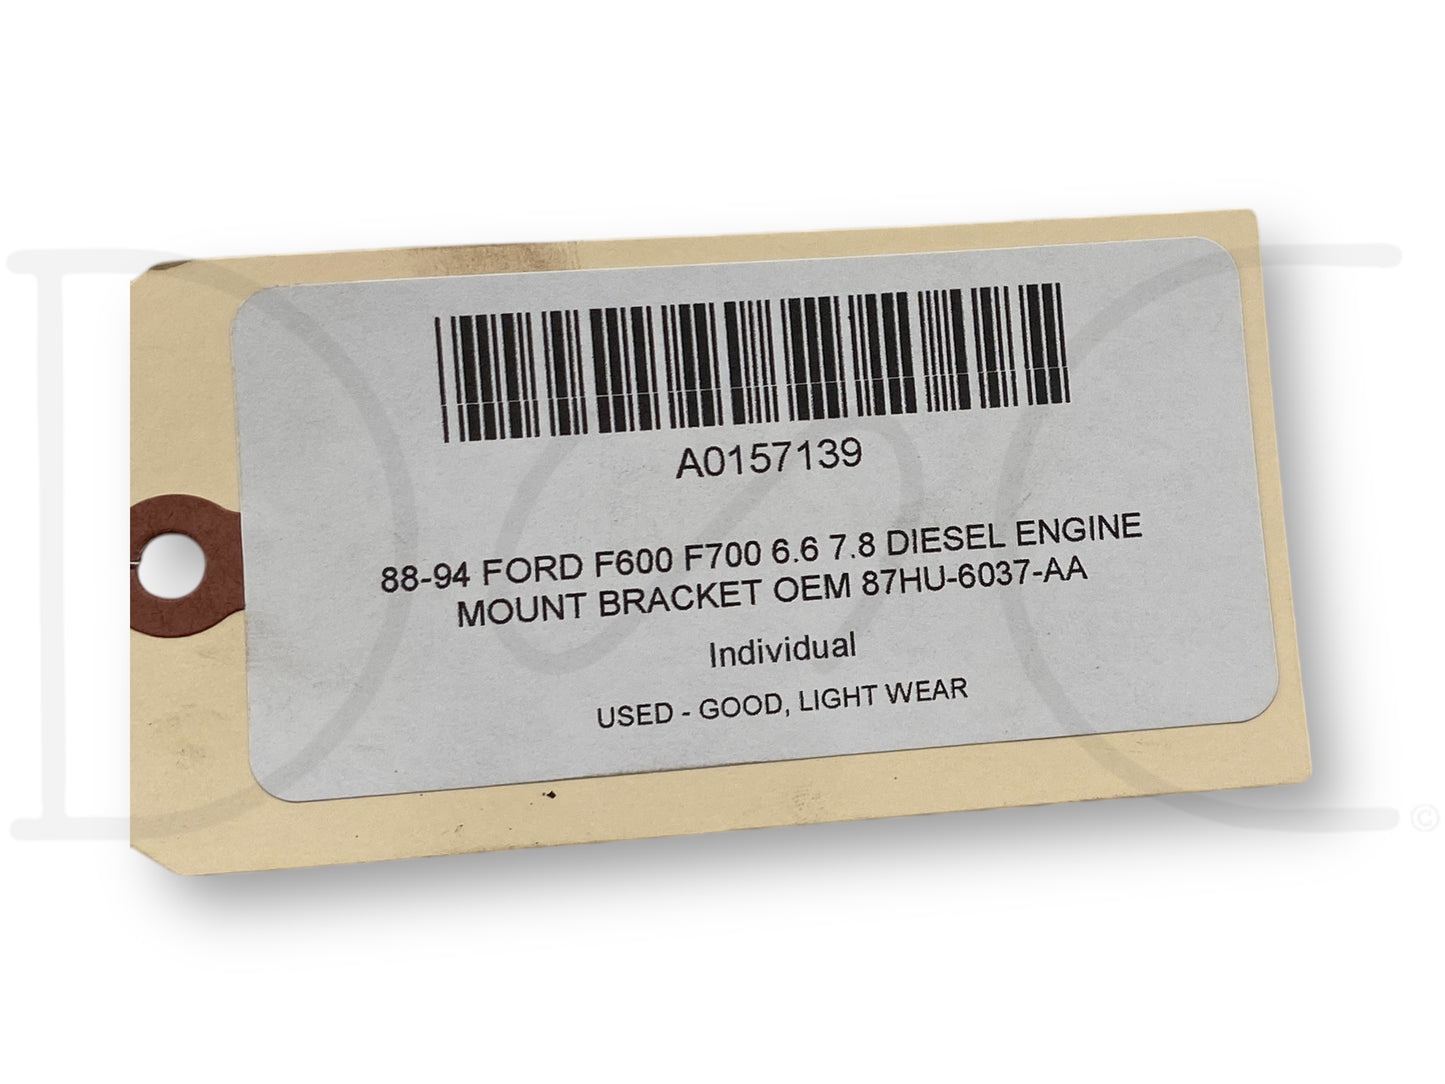 A0157139
88-94 FORD F600 F700 6.6 7.8 DIESEL ENGINE
MOUNT BRACKET OEM 87HU-6037-AA
Individual
USED - GOOD, LIGHT WEAR
©